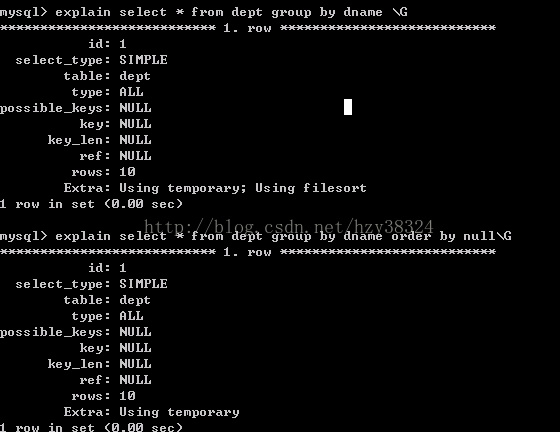 mysql> explain select * from dept group by dname \G
*************************** 1. row ***************************
id: 1
select_type: SIMPLE
table: dept
type: ALL
possible_keys: NULL
key: NULL
key_len: NULL
ref: NULL
rows: 10
Extra: Using temporary; Using filesort
1 row in set (0.00 sec)
http://blog.csdn.net/hzy38324
mysql> explain select * from dept group by dname order by null\G
*************************** 1. row ***************************
id: 1
select_type: SIMPLE
table: dept
type: ALL
possible_keys: NULL
key: NULL
key_len: NULL
ref: NULL
rows: 10
Extra: Using temporary
1 row in set (0.00 sec)